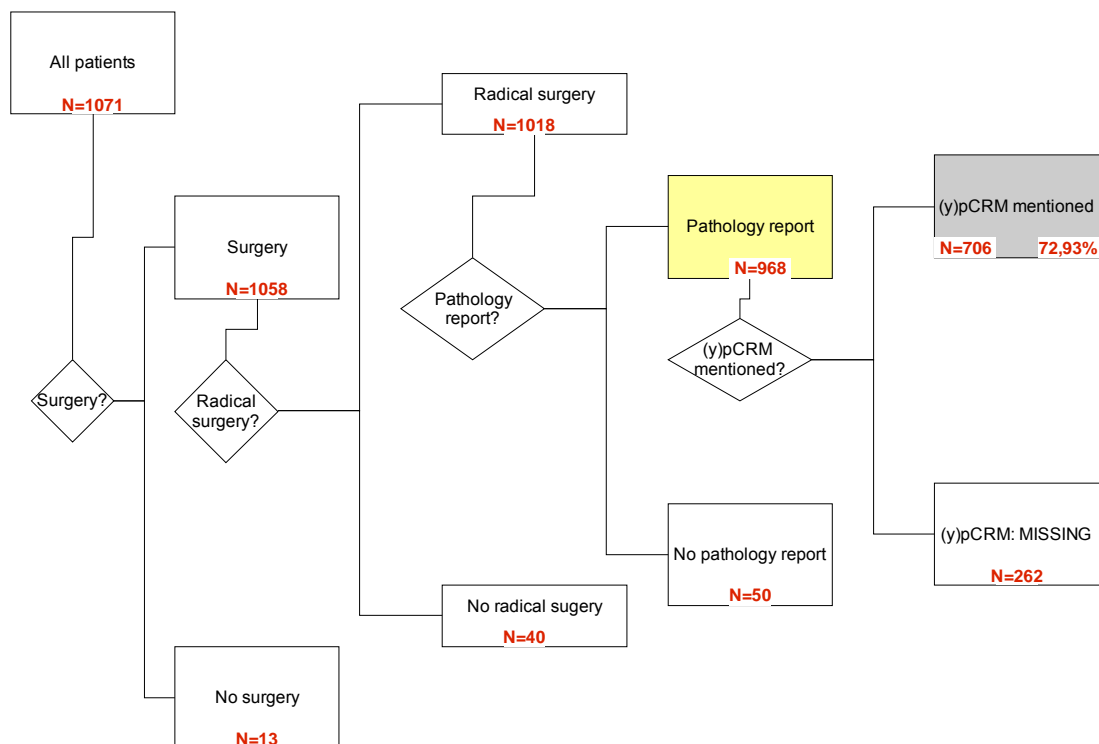 All patients
N=1071
Surgery?
Surgery
N=1058
Radical
surgery?
No surgery
N=13
Radical surgery
N=1018
Pathology
report?
No radical sugery
N=40
Pathology report
N=968
(y)pCRM
mentioned?
No pathology report
N=50
(y)pCRM mentioned
N=706 72,93%
(y)pCRM: MISSING
N=262